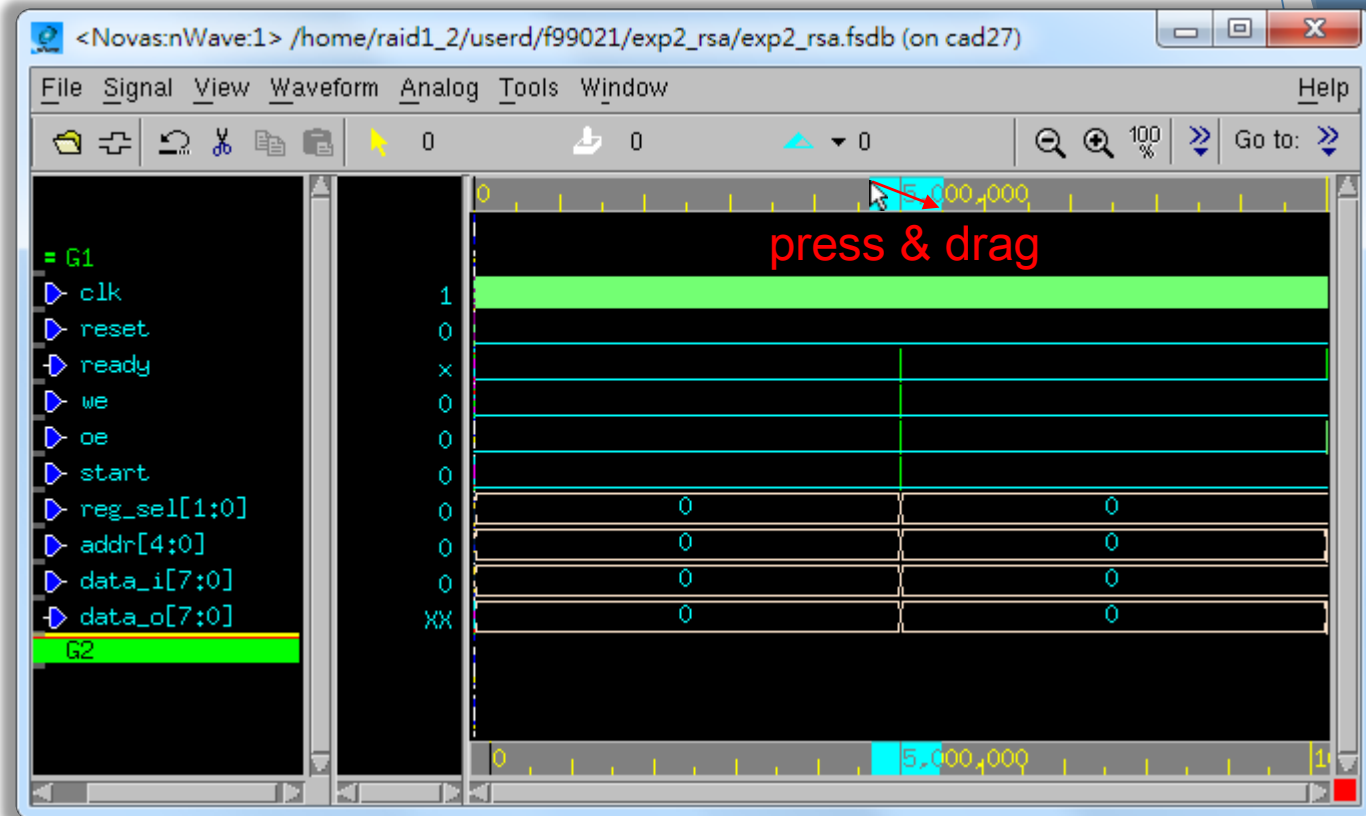 <Novas:nWave:1> /home/raid1_2/userd/f99021/exp2_rsa/exp2_rsa.fsdb (on cad27)
File Signal View Waveform Analog Tools Window Help
0 0 0 100% Go to:
0 5,000,000
press & drag
= G1
clk 1
reset 0
ready x
we 0
oe 0
start 0
reg_sel[1:0] 0 0 0
addr[4:0] 0 0 0
data_i[7:0] 0 0 0
data_o[7:0] XX 0 0
G2
0 5,000,000